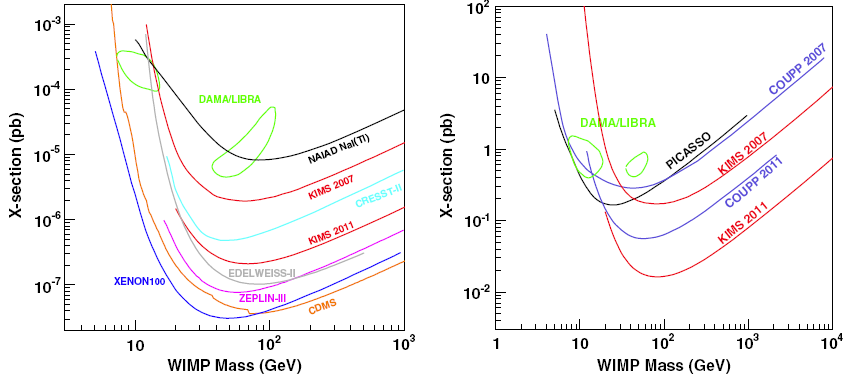 10⁻³
10⁻⁴
10⁻⁵
10⁻⁶
10⁻⁷
X-section (pb)
DAMA/LIBRA
NAIAD NaI(Tl)
KIMS 2007
CRESST-II
KIMS 2011
EDELWEISS-II
XENON100
ZEPLIN-III
CDMS
10
10²
10³
WIMP Mass (GeV)
10²
10
1
10⁻¹
10⁻²
X-section (pb)
COUPP 2007
DAMA/LIBRA
PICASSO
KIMS 2007
COUPP 2011
KIMS 2011
1
10
10²
10³
10⁴
WIMP Mass (GeV)